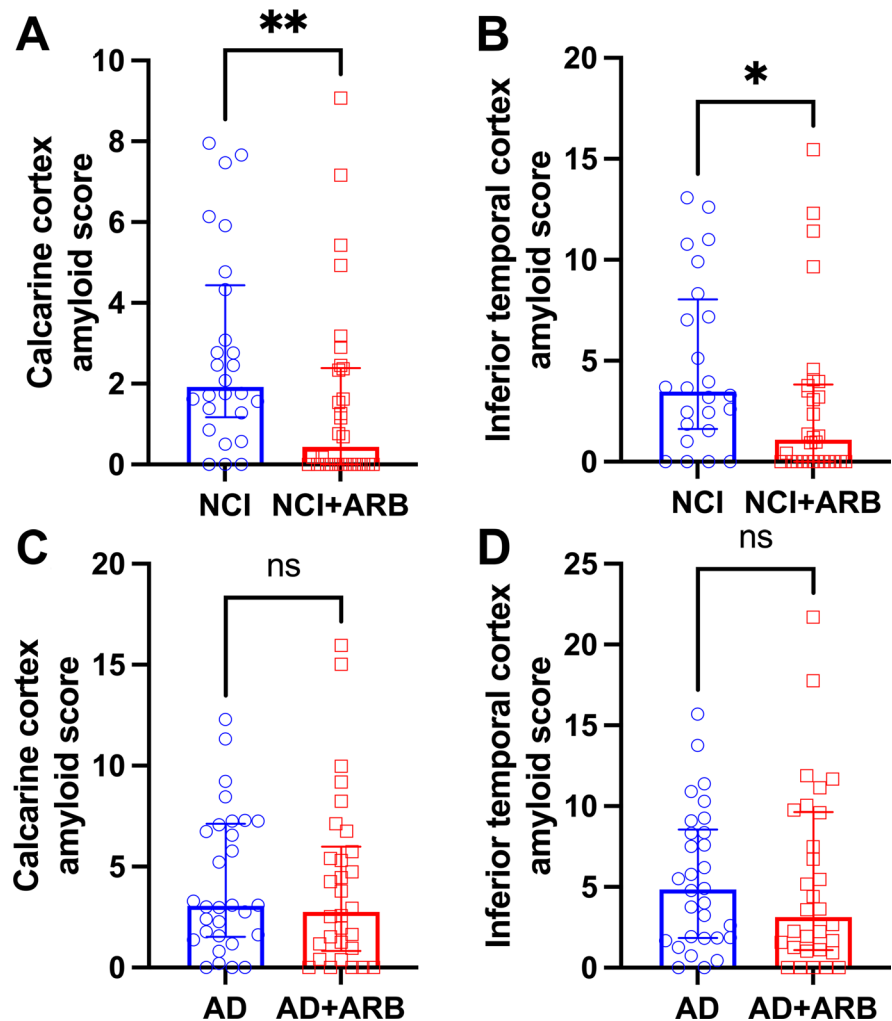 A
**
Calcarine cortex
amyloid score
10
8
6
4
2
0
NCI NCI+ARB
B
*
Inferior temporal cortex
amyloid score
20
15
10
5
0
NCI NCI+ARB
C
ns
Calcarine cortex
amyloid score
20
15
10
5
0
AD AD+ARB
D
ns
Inferior temporal cortex
amyloid score
25
20
15
10
5
0
AD AD+ARB